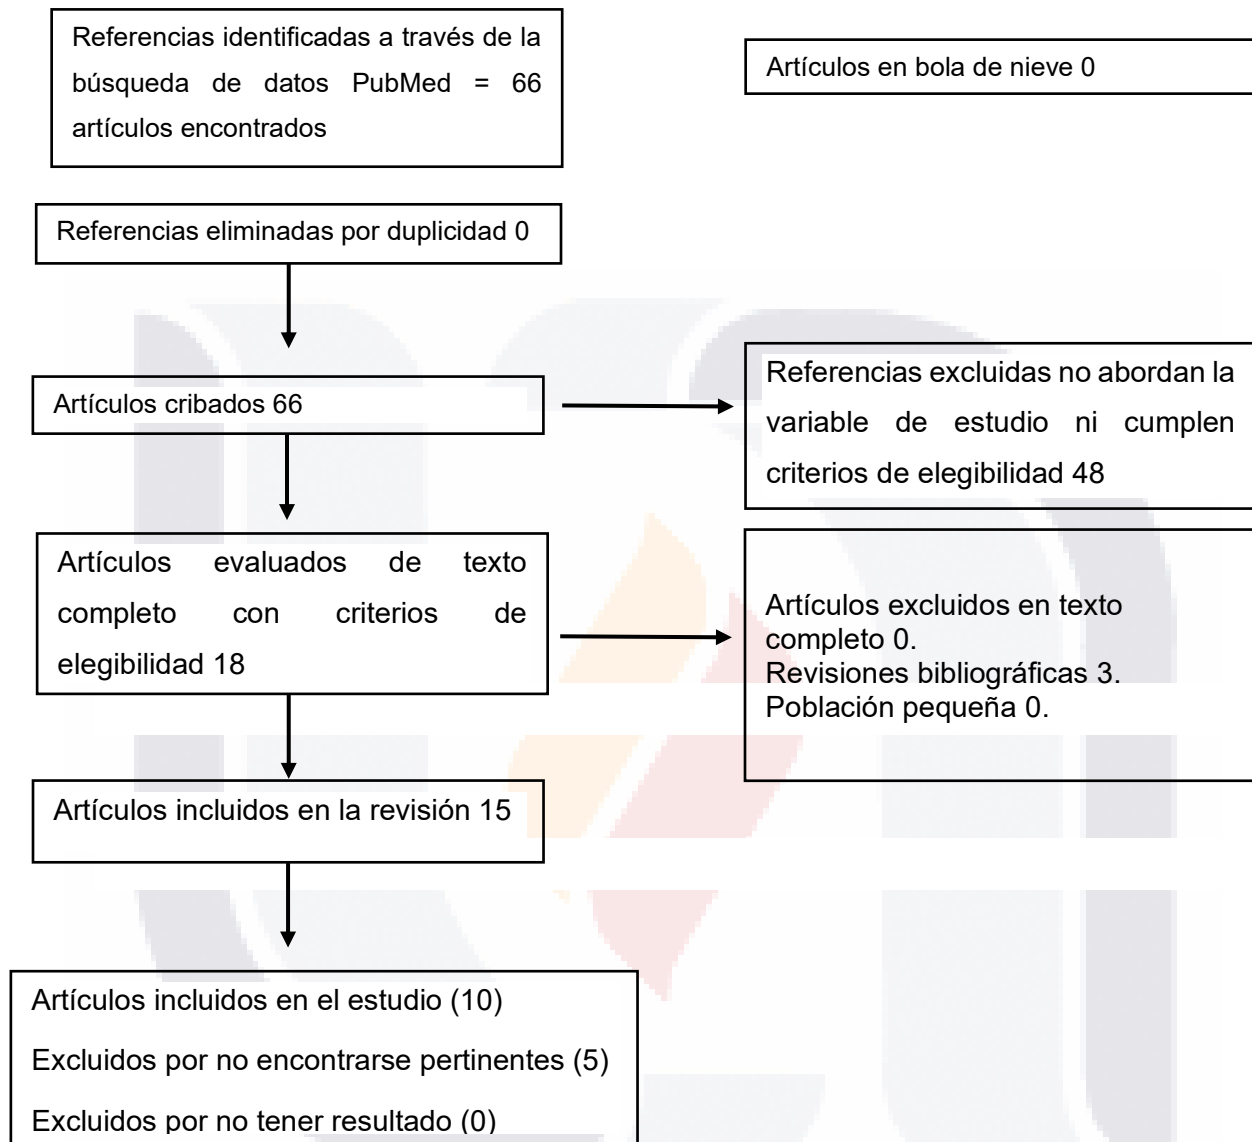 Referencias identificadas a través de la
búsqueda de datos PubMed = 66
artículos encontrados
Artículos en bola de nieve 0
Referencias eliminadas por duplicidad 0
Artículos cribados 66
Referencias excluidas no abordan la
variable de estudio ni cumplen
criterios de elegibilidad 48
Artículos evaluados de texto
completo con criterios de
elegibilidad 18
Artículos excluidos en texto
completo 0.
Revisiones bibliográficas 3.
Población pequeña 0.
Artículos incluidos en la revisión 15
Artículos incluidos en el estudio (10)
Excluidos por no encontrarse pertinentes (5)
Excluidos por no tener resultado (0)